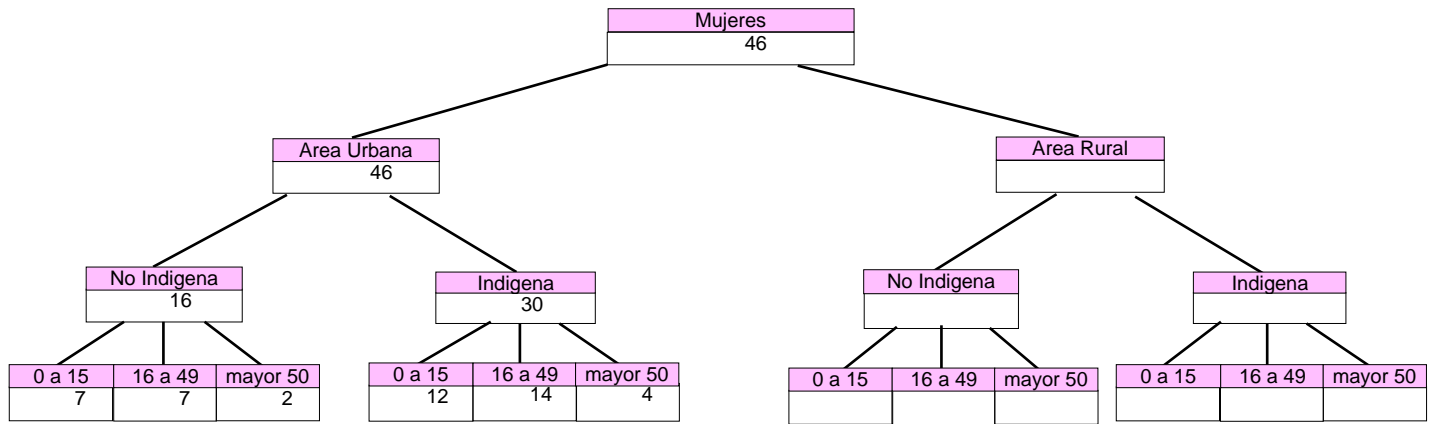 Mujeres
46
Area Urbana
46
Area Rural
No Indigena
16
Indigena
30
No Indigena
Indigena
0 a 15 16 a 49 mayor 50
7 7 2
0 a 15 16 a 49 mayor 50
12 14 4
0 a 15 16 a 49 mayor 50
0 a 15 16 a 49 mayor 50